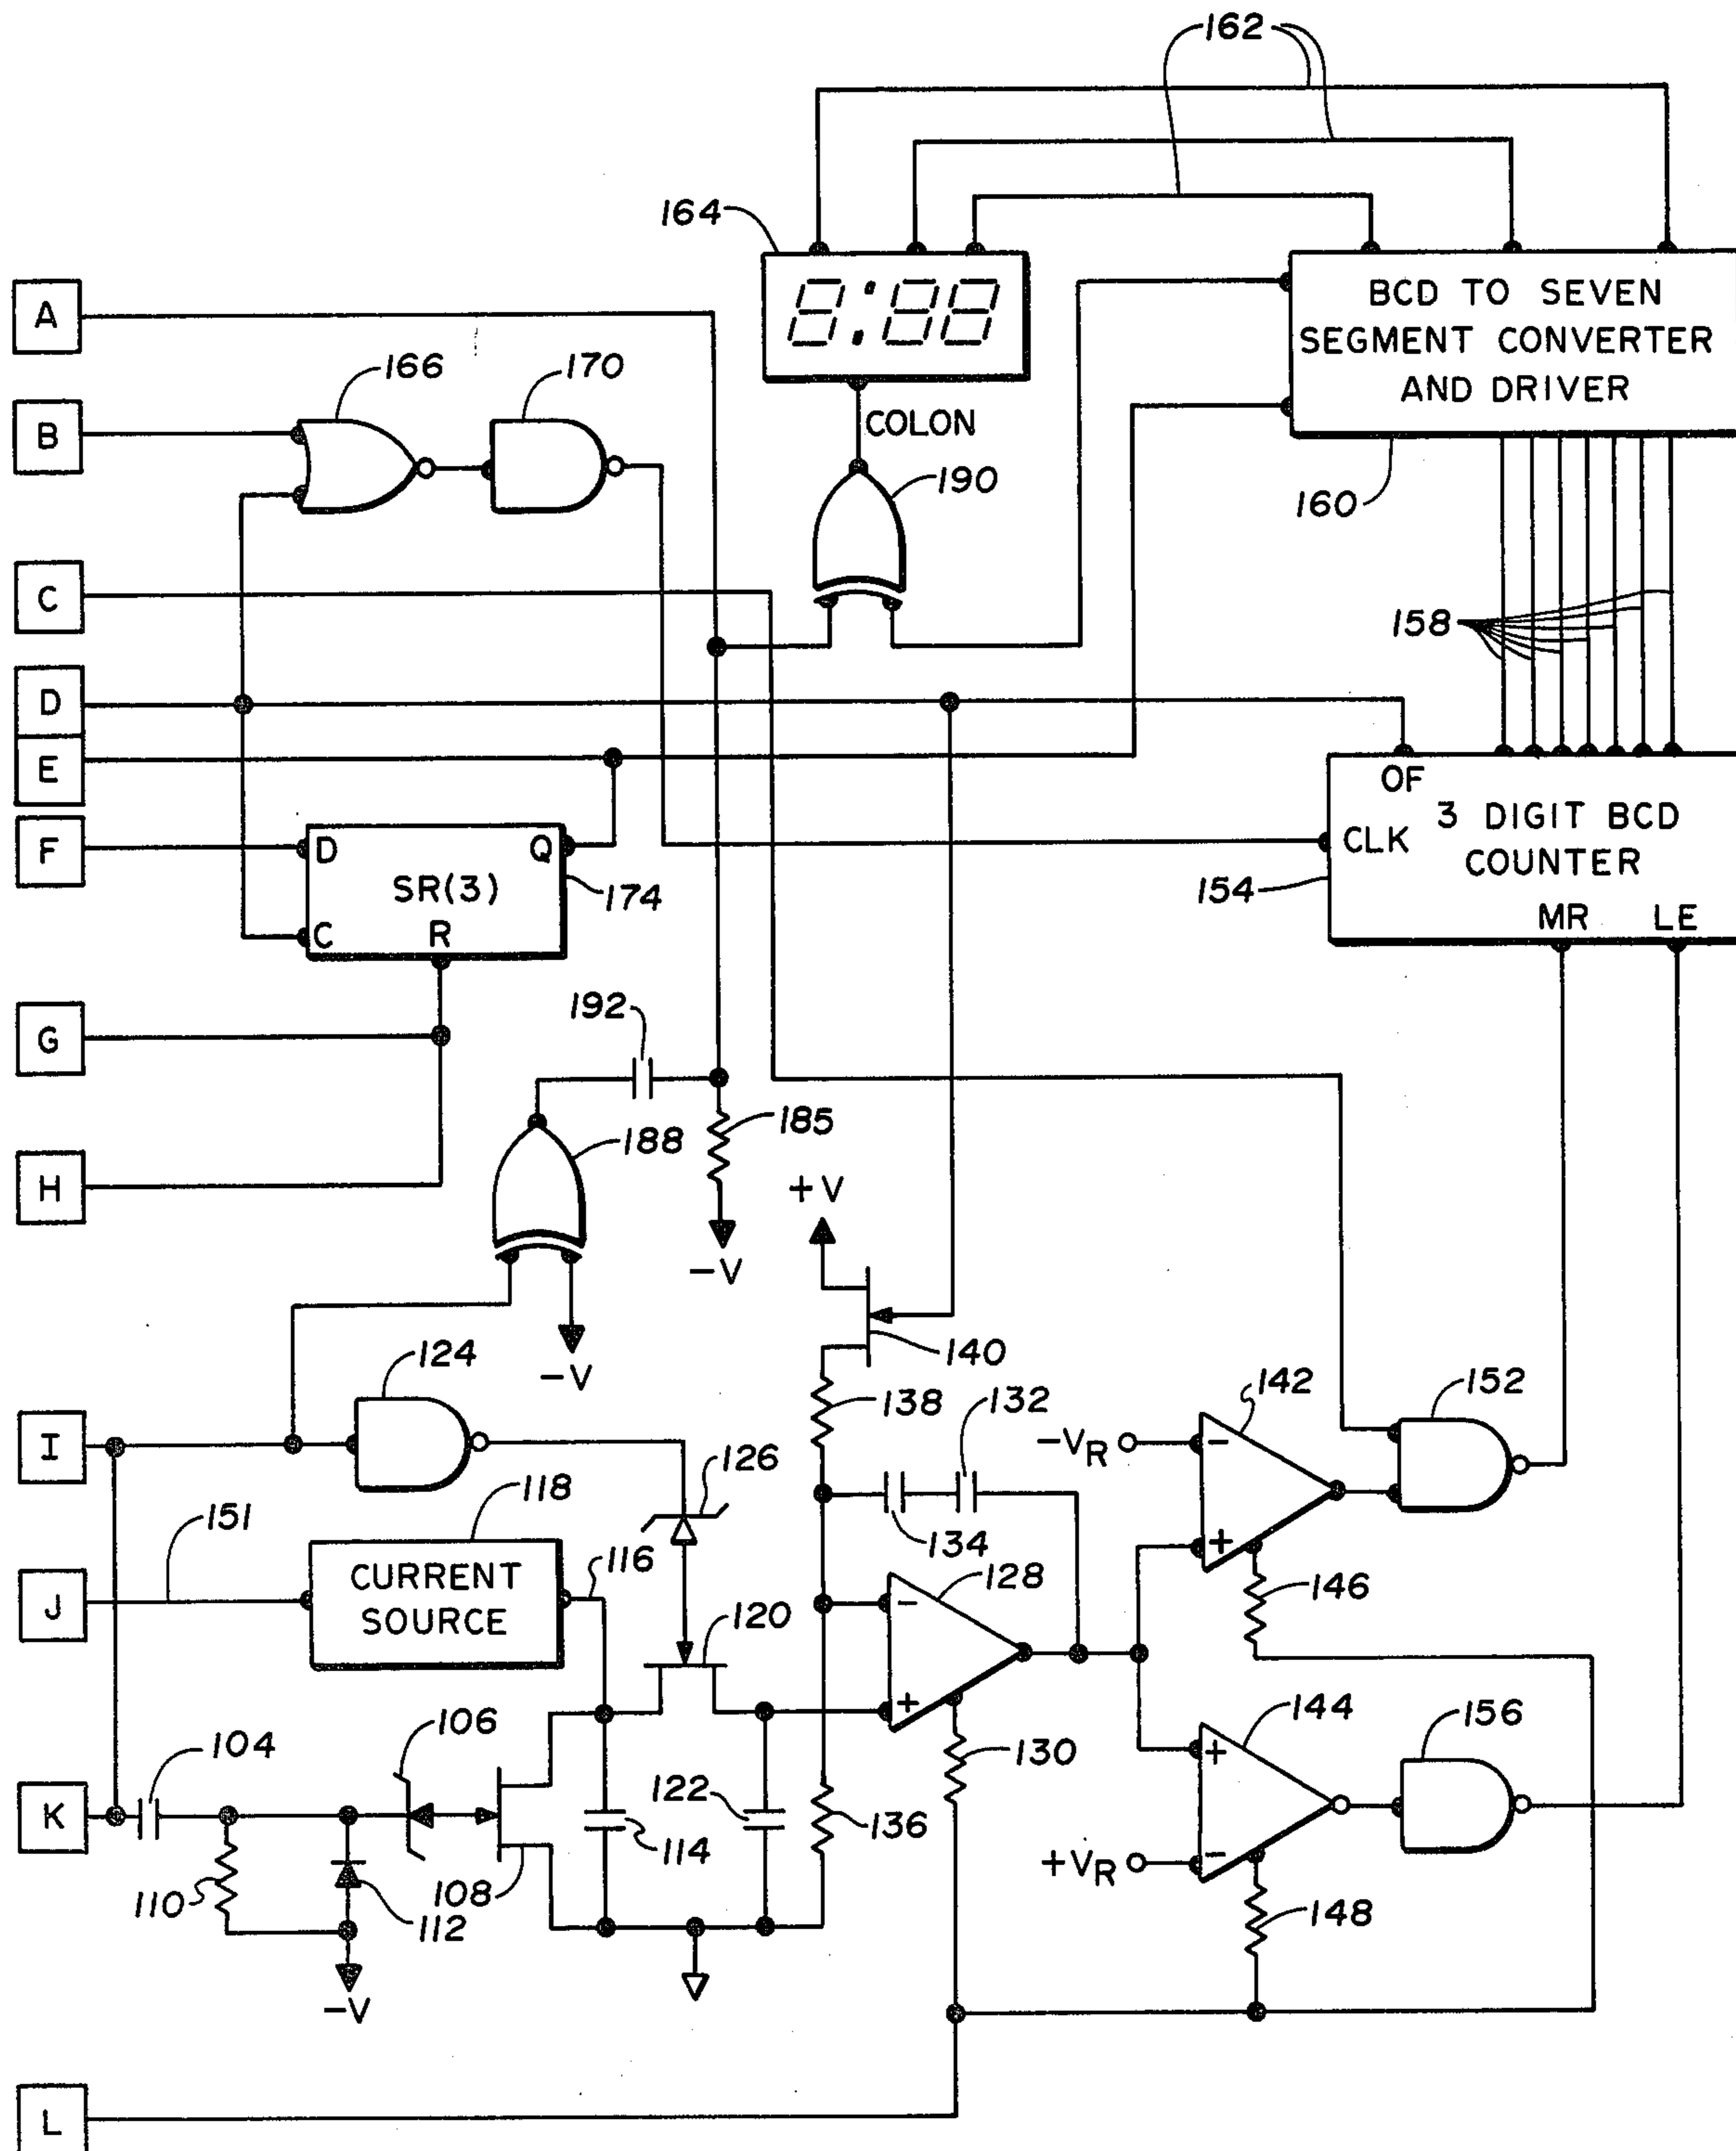 162
164
8:88
BCD TO SEVEN
SEGMENT CONVERTER
AND DRIVER
A
166
170
B
COLON
190
160
C
158
D
E
OF
3 DIGIT BCD
COUNTER
CLK
MR
LE
154
F
D
Q
SR(3)
C
R
174
192
G
185
188
H
-V
+V
-V
124
140
138
132
142
152
I
-VR
-
+
126
118
151
134
J
CURRENT
SOURCE
116
128
-
+
146
120
144
156
106
104
130
+
-
K
122
136
114
+VR
110
108
112
148
-V
L